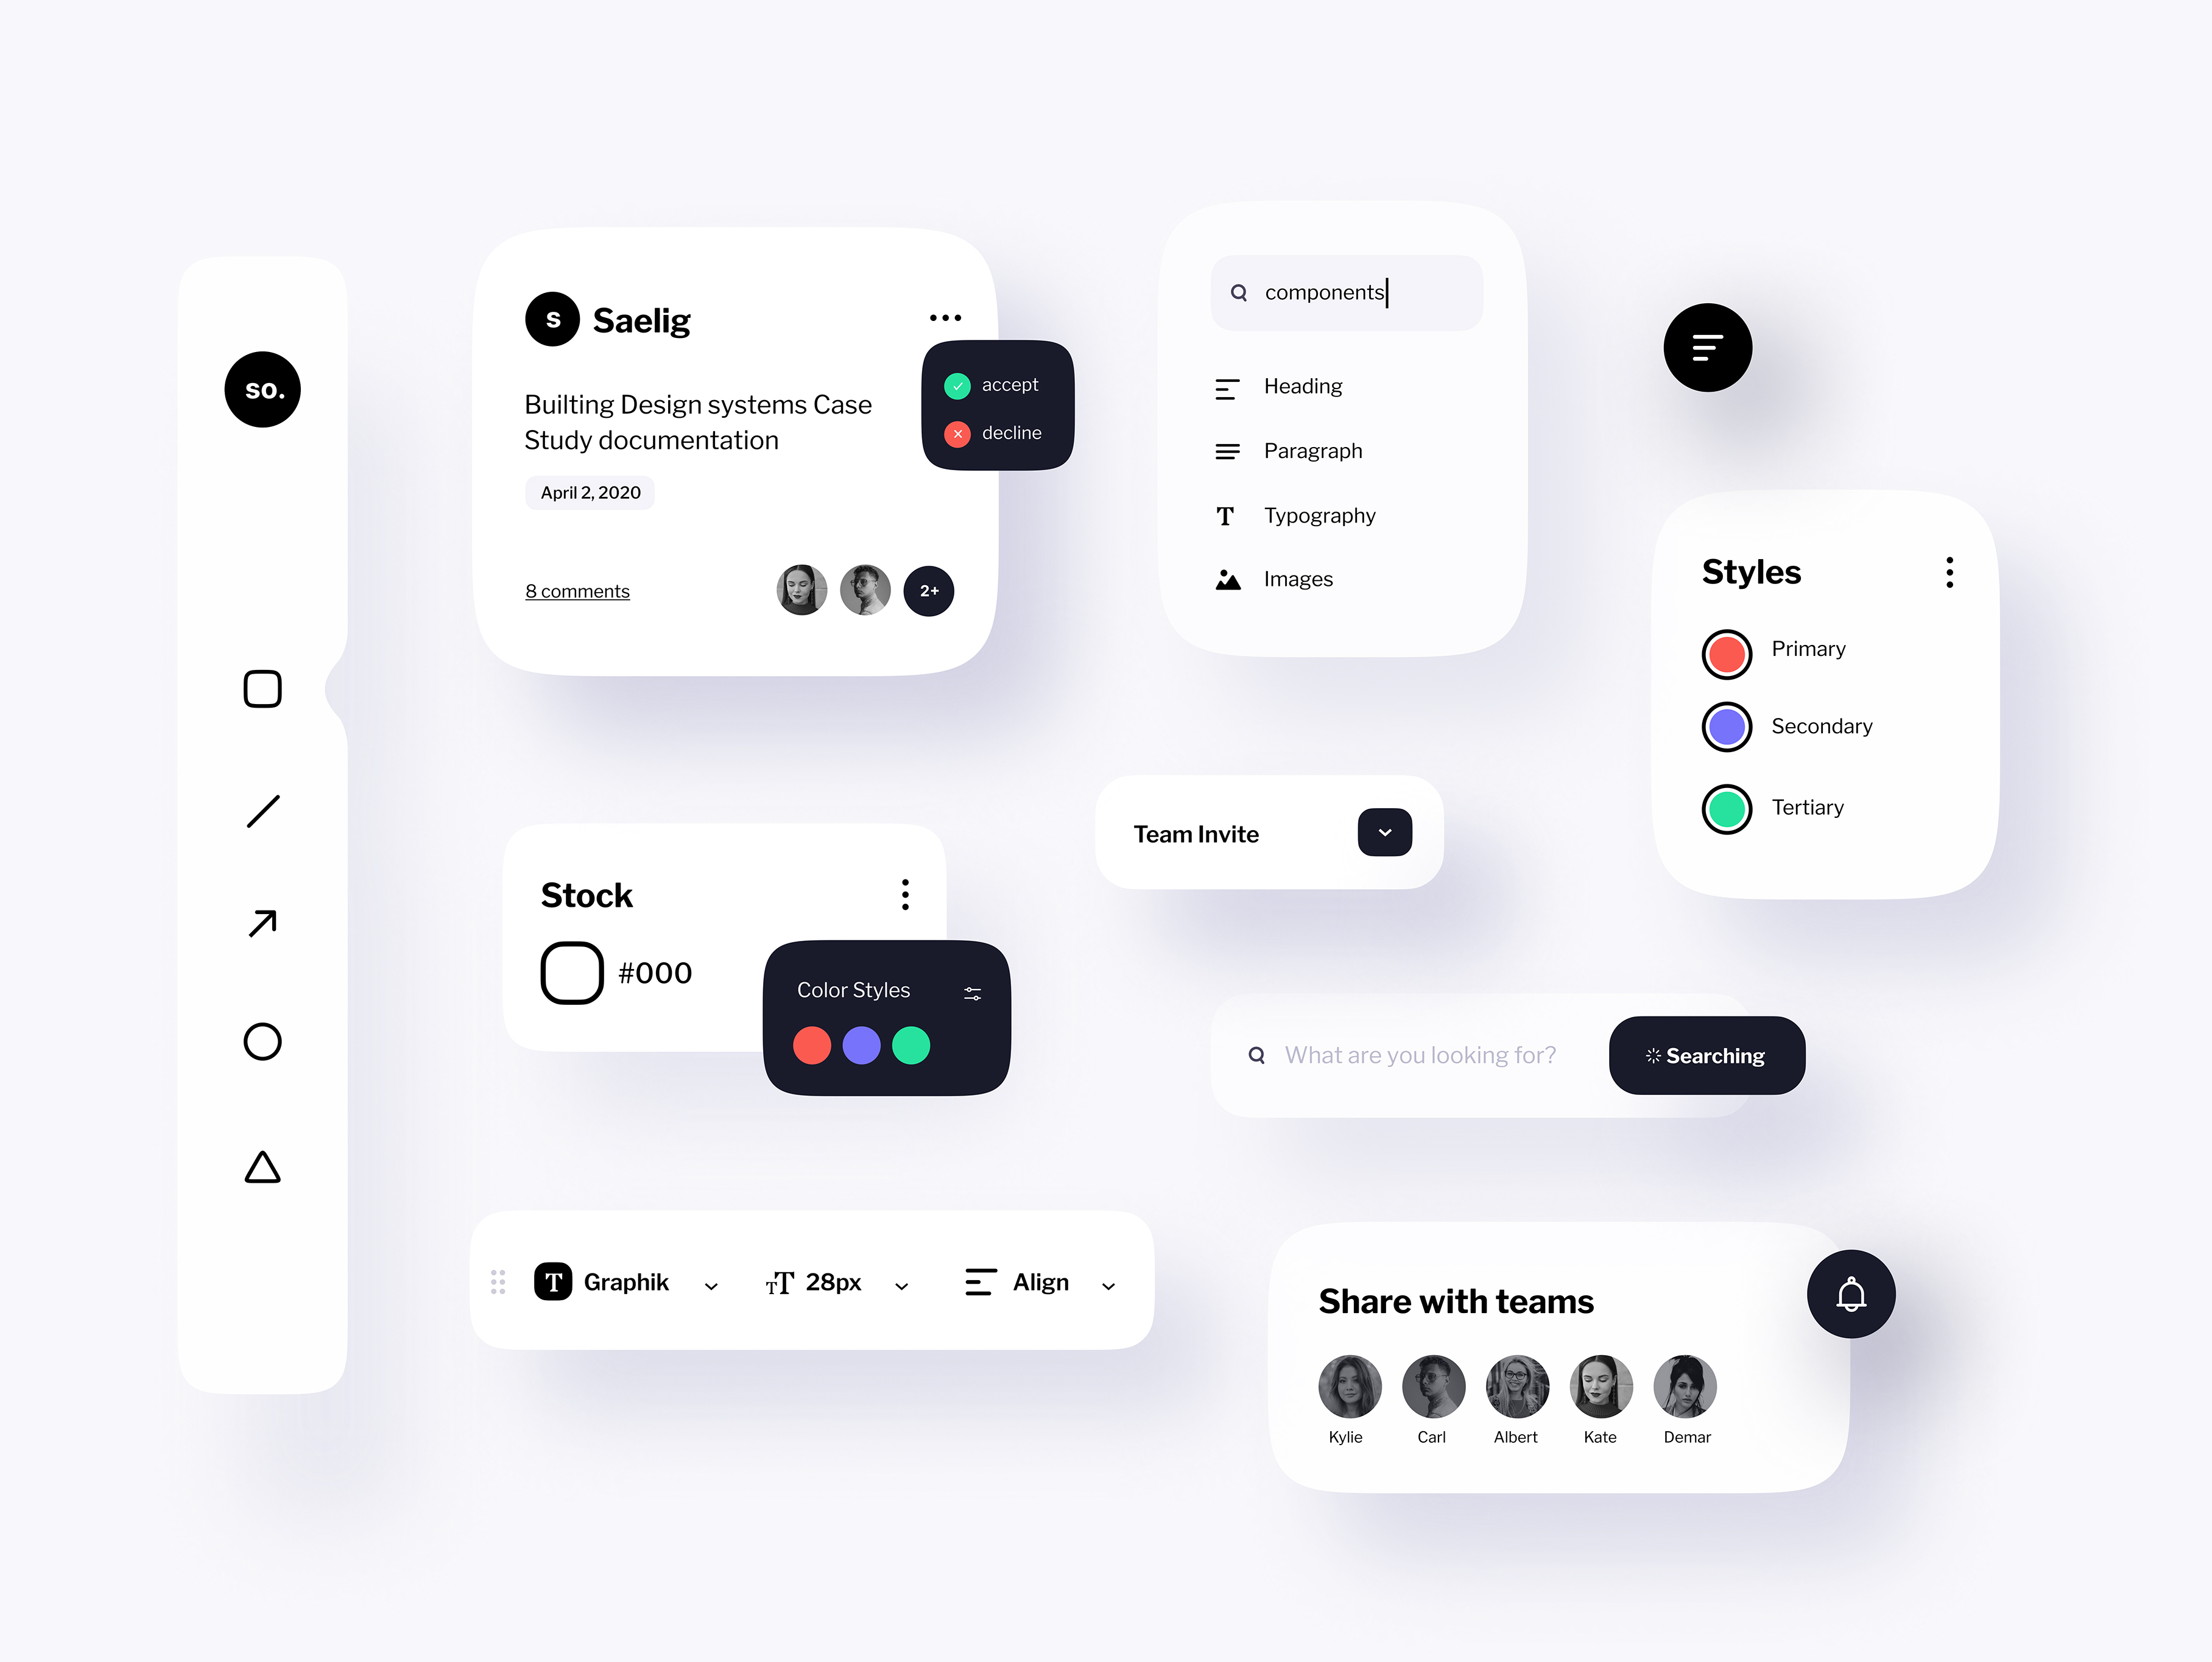 so.
s
Saelig
Builting Design systems Case
Study documentation
April 2, 2020
8 comments
2+
accept
decline
components
Heading
Paragraph
T
Typography
Images
Styles
Primary
Secondary
Tertiary
Stock
#000
Color Styles
Team Invite
What are you looking for?
Searching
T
Graphik
TT
28px
Align
Share with teams
Kylie
Carl
Albert
Kate
Demar